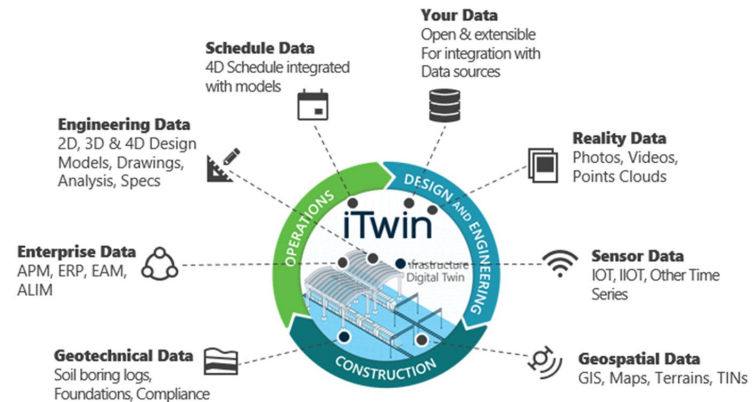 Your Data
Open & extensible
For integration with
Data sources
Schedule Data
4D Schedule integrated
with models
Engineering Data
2D, 3D & 4D Design
Models, Drawings,
Analysis, Specs
Reality Data
Photos, Videos,
Points Clouds
OPERATIONS
DESIGN AND ENGINEERING
CONSTRUCTION
iTwin
nfrastructure
Digital Twin
Enterprise Data
APM, ERP, EAM,
ALIM
Sensor Data
IOT, IIOT, Other Time
Series
Geotechnical Data
Soil boring logs,
Foundations, Compliance
Geospatial Data
GIS, Maps, Terrains, TINs